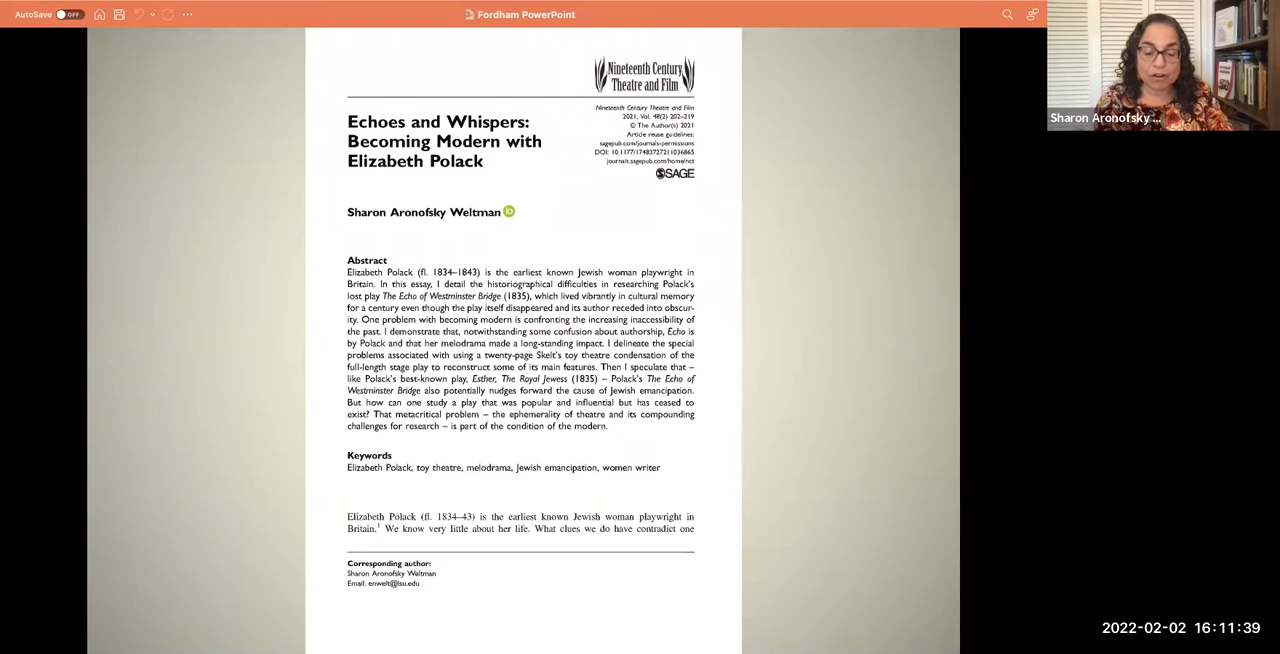 AutoSave OFF
Fordham PowerPoint
Sharon Aronofsky ...
Nineteenth Century
Theatre and Film
Echoes and Whispers:
Becoming Modern with
Elizabeth Polack
Nineteenth Century Theatre and Film
2021, Vol. 48(2) 202–219
© The Author(s) 2021
Article reuse guidelines:
sagepub.com/journals-permissions
DOI: 10.1177/17483727211036865
journals.sagepub.com/home/nct
SAGE
Sharon Aronofsky Weltman iD
Abstract
Elizabeth Polack (fl. 1834–1843) is the earliest known Jewish woman playwright in
Britain. In this essay, I detail the historiographical difficulties in researching Polack's
lost play The Echo of Westminster Bridge (1835), which lived vibrantly in cultural memory
for a century even though the play itself disappeared and its author receded into obscur-
ity. One problem with becoming modern is confronting the increasing inaccessibility of
the past. I demonstrate that, notwithstanding some confusion about authorship, Echo is
by Polack and that her melodrama made a long-standing impact. I delineate the special
problems associated with using a twenty-page Skelt's toy theatre condensation of the
full-length stage play to reconstruct some of its main features. Then I speculate that –
like Polack's best-known play, Esther, The Royal Jewess (1835) – Polack's The Echo of
Westminster Bridge also potentially nudges forward the cause of Jewish emancipation.
But how can one study a play that was popular and influential but has ceased to
exist? That metacritical problem – the ephemerality of theatre and its compounding
challenges for research – is part of the condition of the modern.
Keywords
Elizabeth Polack, toy theatre, melodrama, Jewish emancipation, women writer
Elizabeth Polack (fl. 1834–43) is the earliest known Jewish woman playwright in
Britain.1 We know very little about her life. What clues we do have contradict one
Corresponding author:
Sharon Aronofsky Weltman
Email: enwelt@lsu.edu
2022-02-02 16:11:39